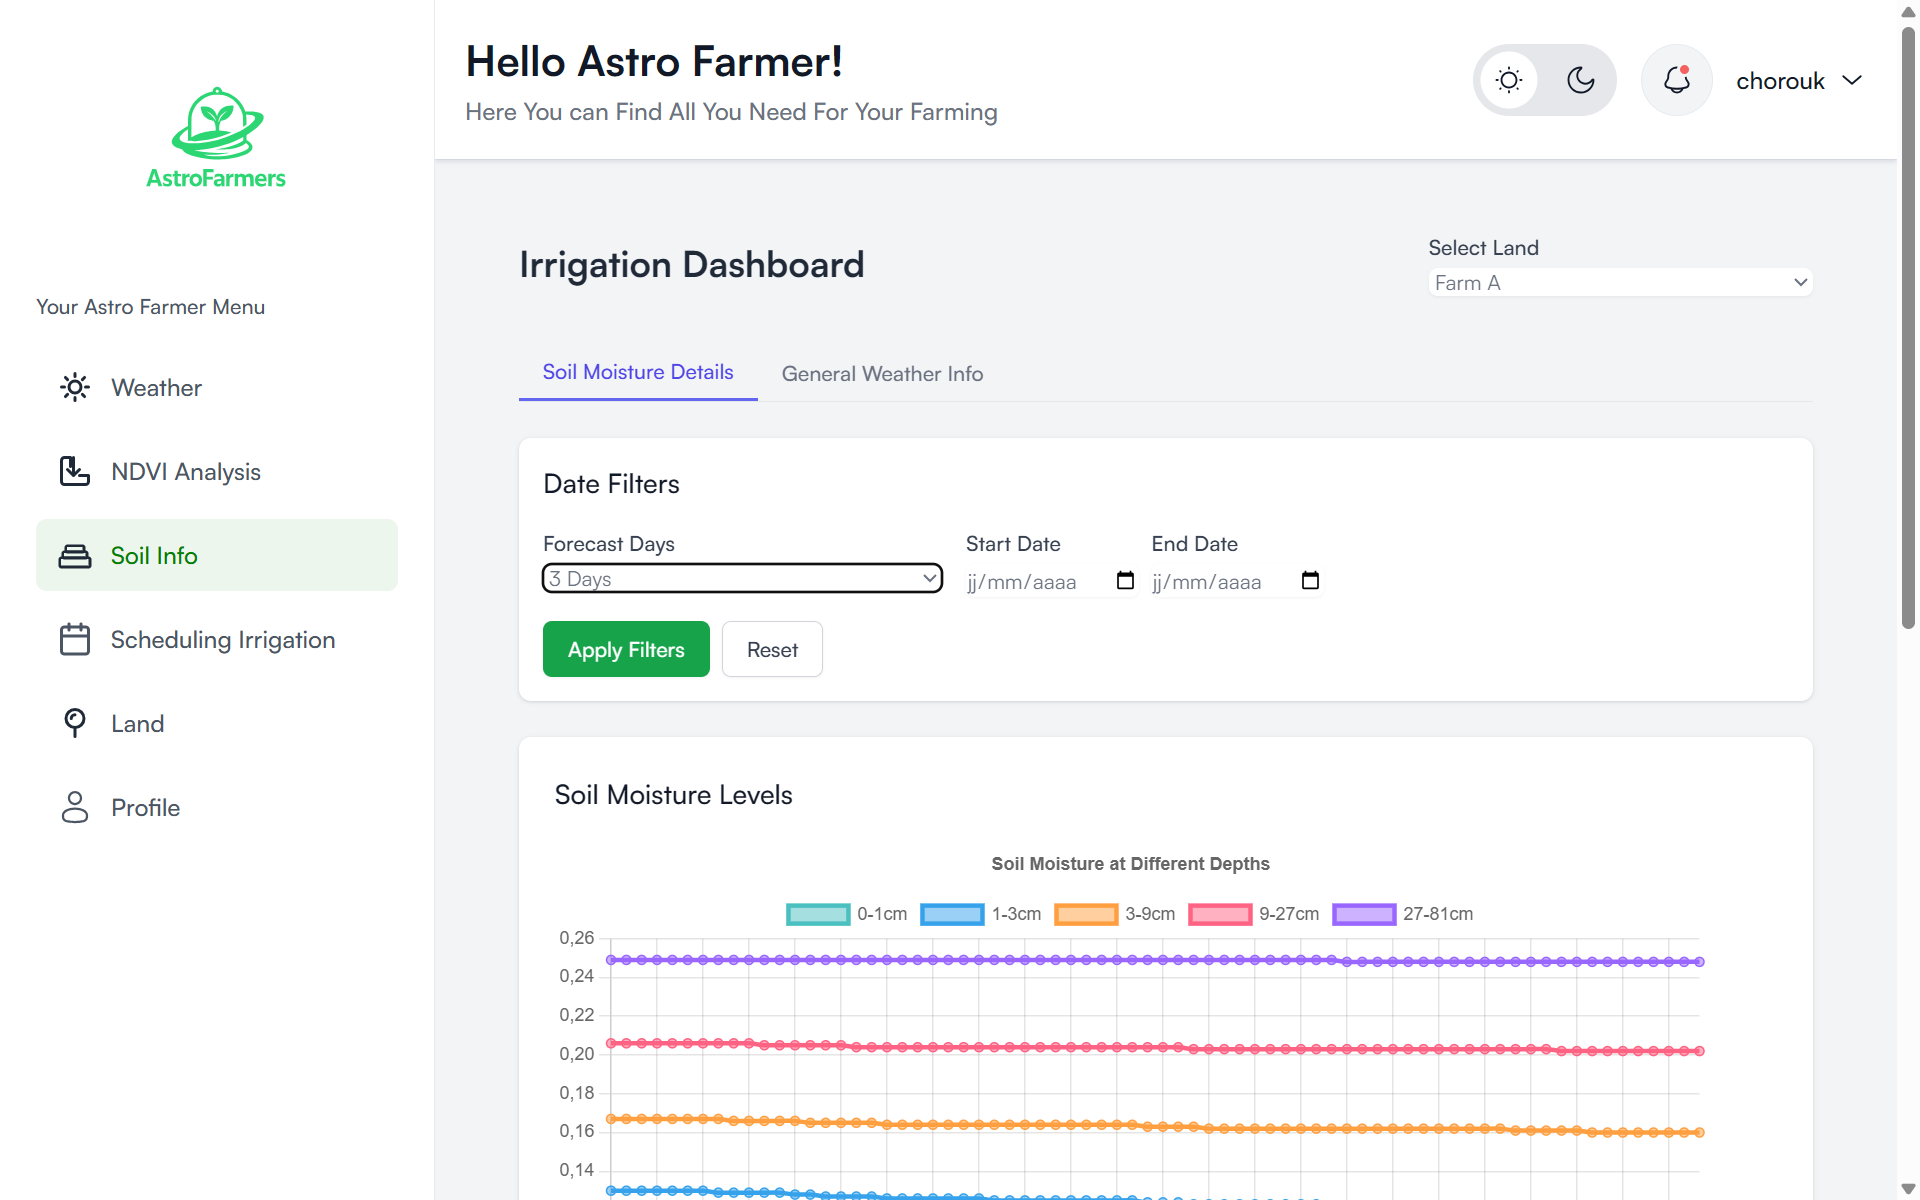 AstroFarmers
Your Astro Farmer Menu
Weather
NDVI Analysis
Soil Info
Scheduling Irrigation
Land
Profile
Hello Astro Farmer!
Here You can Find All You Need For Your Farming
chorouk
Irrigation Dashboard
Select Land
Farm A
Soil Moisture Details General Weather Info
Date Filters
Forecast Days Start Date End Date
3 Days jj/mm/aaaa jj/mm/aaaa
Apply Filters Reset
Soil Moisture Levels
Soil Moisture at Different Depths
0-1cm 1-3cm 3-9cm 9-27cm 27-81cm
0,26
0,24
0,22
0,20
0,18
0,16
0,14